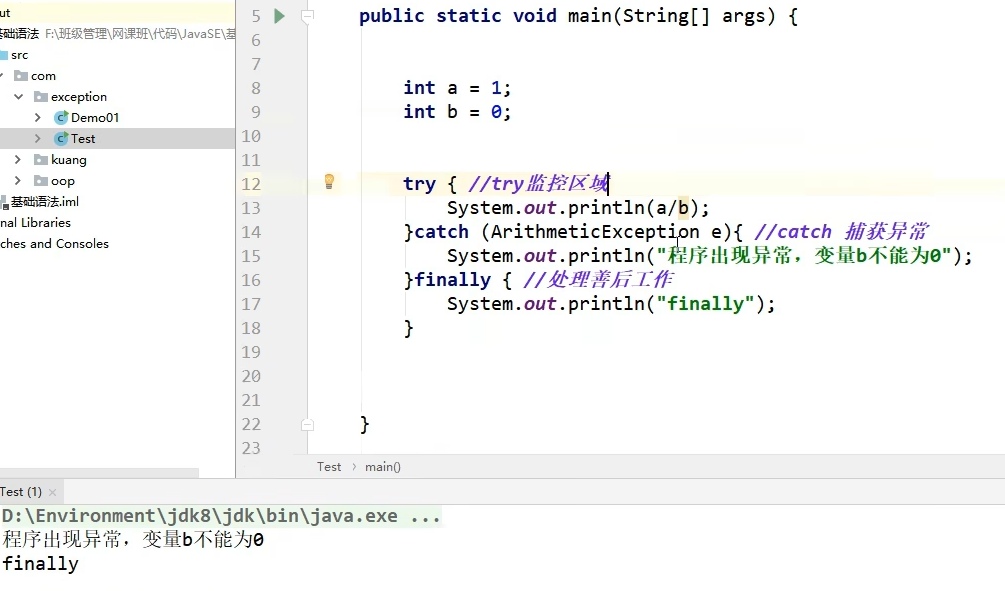 ut
基础语法 F:\班级管理\网课班\代码\JavaSE\基
src
com
exception
Demo01
Test
kuang
oop
基础语法.iml
nal Libraries
ches and Consoles
5 public static void main(String[] args) {
6
7
8 int a = 1;
9 int b = 0;
10
11
12 try { //try监控区域
13 System.out.println(a/b);
14 }catch (ArithmeticException e){ //catch 捕获异常
15 System.out.println("程序出现异常，变量b不能为0");
16 }finally { //处理善后工作
17 System.out.println("finally");
18 }
19
20
21
22 }
23
Test › main()
Test (1) ×
D:\Environment\jdk8\jdk\bin\java.exe ...
程序出现异常，变量b不能为0
finally